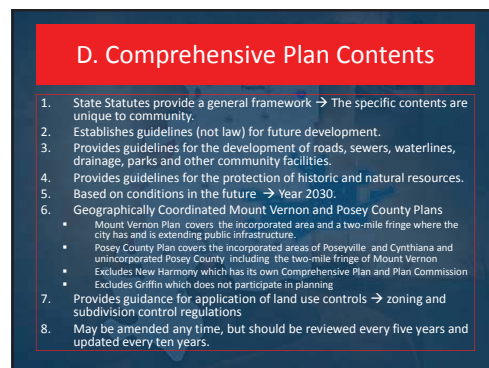 D. Comprehensive Plan Contents
1. State Statutes provide a general framework → The specific contents are
unique to community.
2. Establishes guidelines (not law) for future development.
3. Provides guidelines for the development of roads, sewers, waterlines,
drainage, parks and other community facilities.
4. Provides guidelines for the protection of historic and natural resources.
5. Based on conditions in the future → Year 2030.
6. Geographically Coordinated Mount Vernon and Posey County Plans
▪ Mount Vernon Plan covers the incorporated area and a two-mile fringe where the
city has and is extending public infrastructure.
▪ Posey County Plan covers the incorporated areas of Poseyville and Cynthiana and
unincorporated Posey County including the two-mile fringe of Mount Vernon
▪ Excludes New Harmony which has its own Comprehensive Plan and Plan Commission
▪ Excludes Griffin which does not participate in planning
7. Provides guidance for application of land use controls → zoning and
subdivision control regulations
8. May be amended any time, but should be reviewed every five years and
updated every ten years.